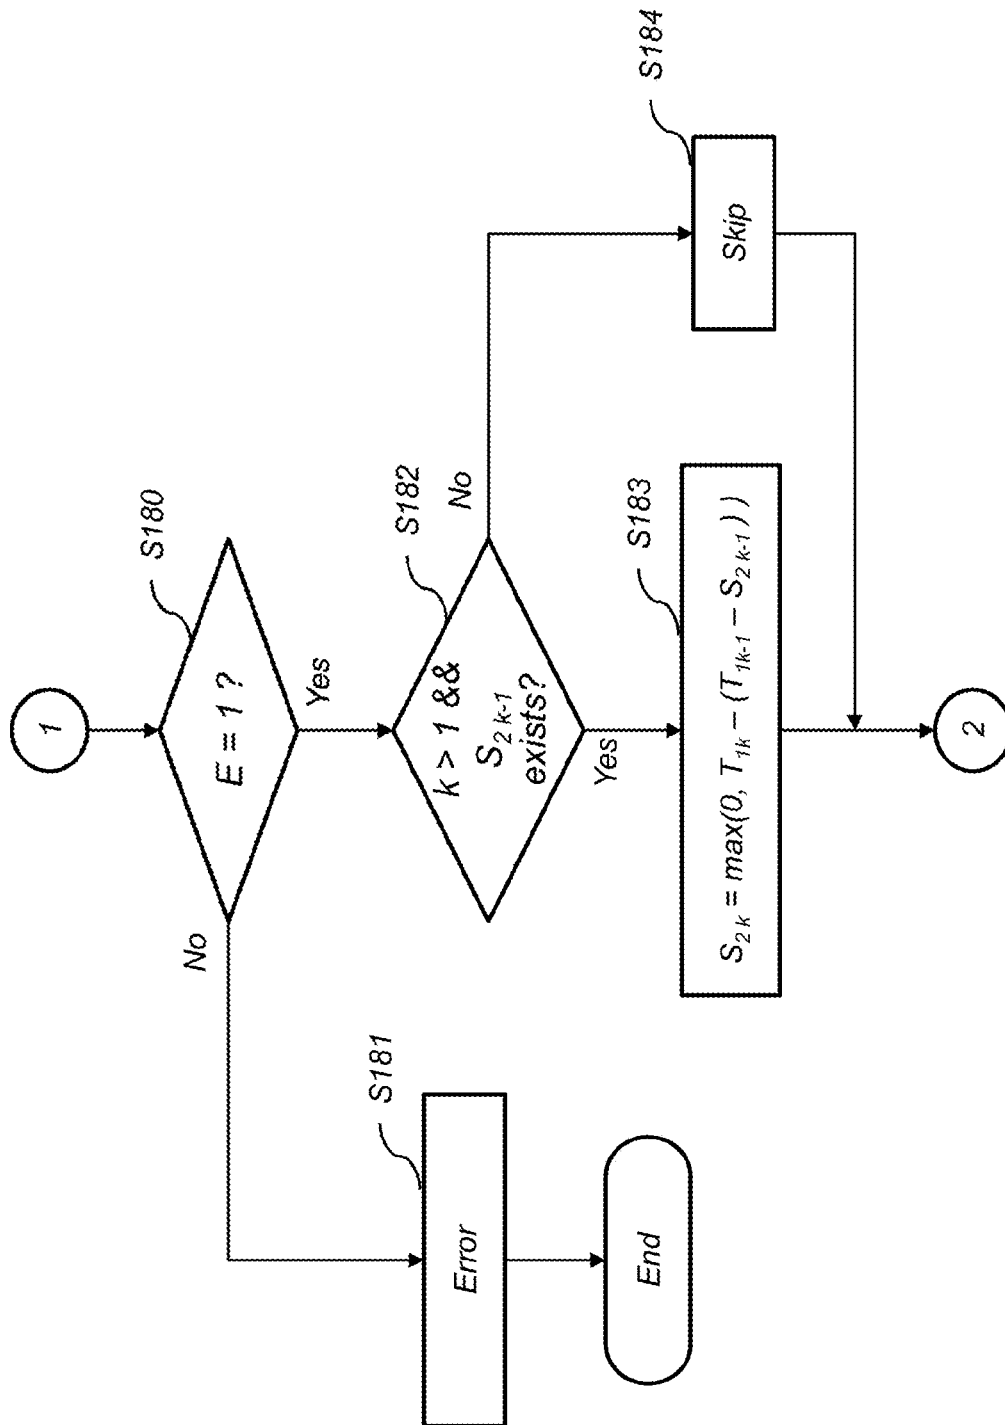 1
E = 1 ?
S180
No
Yes
Error
S181
End
k > 1 &&
S2 k-1
exists?
S182
No
Yes
S2 k = max(0, T1k – (T1k-1 – S2 k-1) ) )
S183
Skip
S184
2